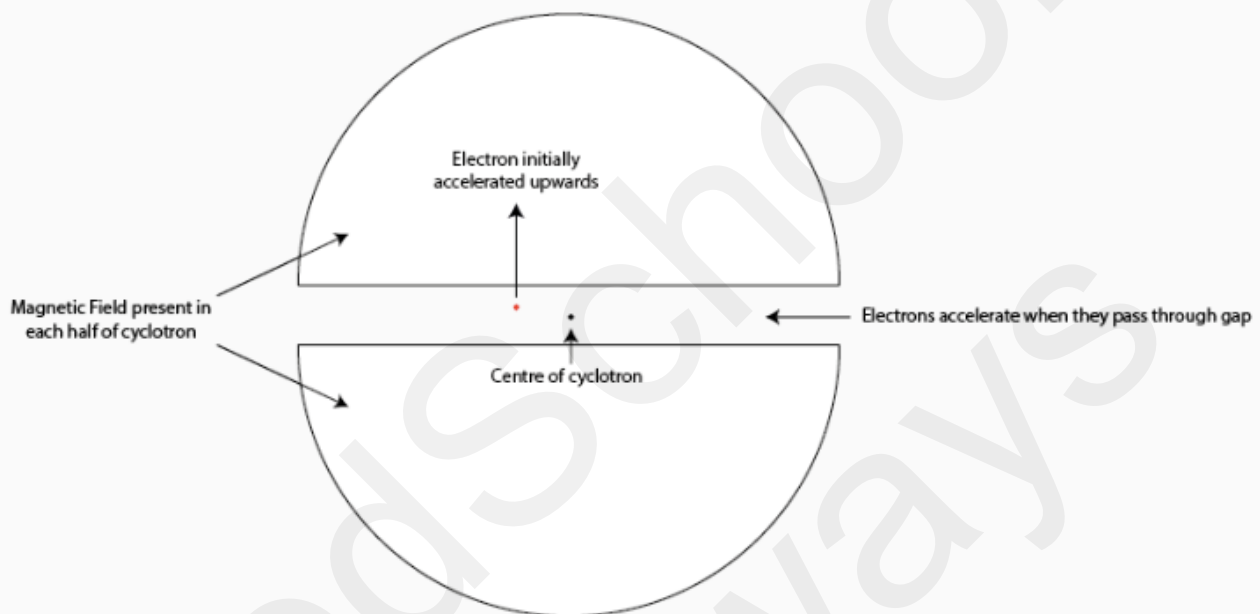 Electron initially
accelerated upwards
Magnetic Field present in
each half of cyclotron
Electrons accelerate when they pass through gap
Centre of cyclotron